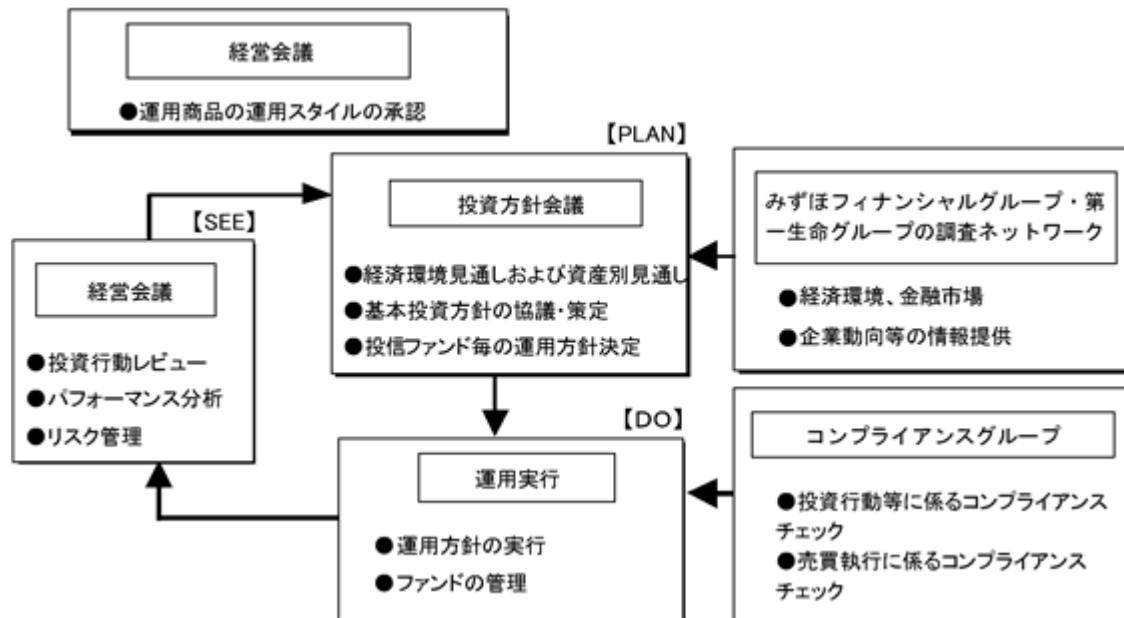 経営会議
●運用商品の運用スタイルの承認
【PLAN】
投資方針会議
●経済環境見通しおよび資産別見通し
●基本投資方針の協議・策定
●投信ファンド毎の運用方針決定
みずほフィナンシャルグループ・第
一生命グループの調査ネットワーク
●経済環境、金融市場
●企業動向等の情報提供
【SEE】
経営会議
●投資行動レビュー
●パフォーマンス分析
●リスク管理
【DO】
運用実行
●運用方針の実行
●ファンドの管理
コンプライアンスグループ
●投資行動等に係るコンプライアンス
チェック
●売買執行に係るコンプライアンス
チェック